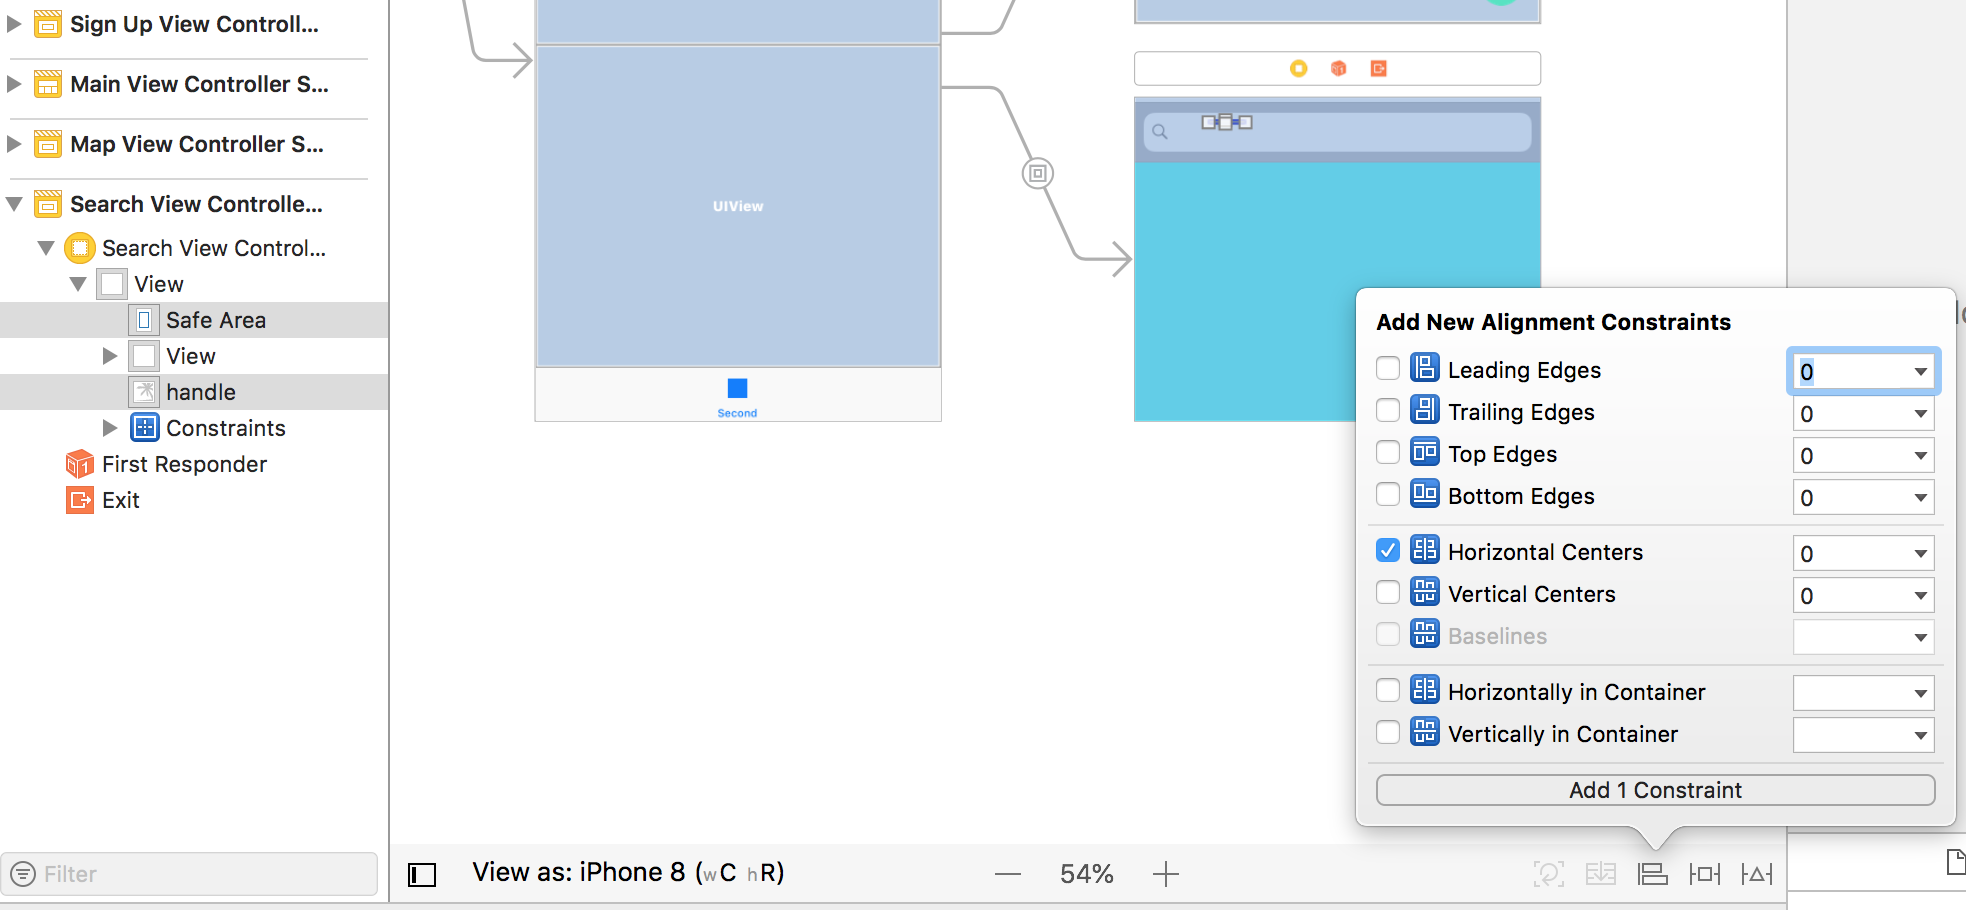 Sign Up View Controll...
Main View Controller S...
Map View Controller S...
Search View Controlle...
Search View Control...
View
Safe Area
View
handle
Constraints
First Responder
Exit
Filter
UIView
Second
Add New Alignment Constraints
Leading Edges 0
Trailing Edges 0
Top Edges 0
Bottom Edges 0
Horizontal Centers 0
Vertical Centers 0
Baselines
Horizontally in Container
Vertically in Container
Add 1 Constraint
View as: iPhone 8 (wC hR)
54%